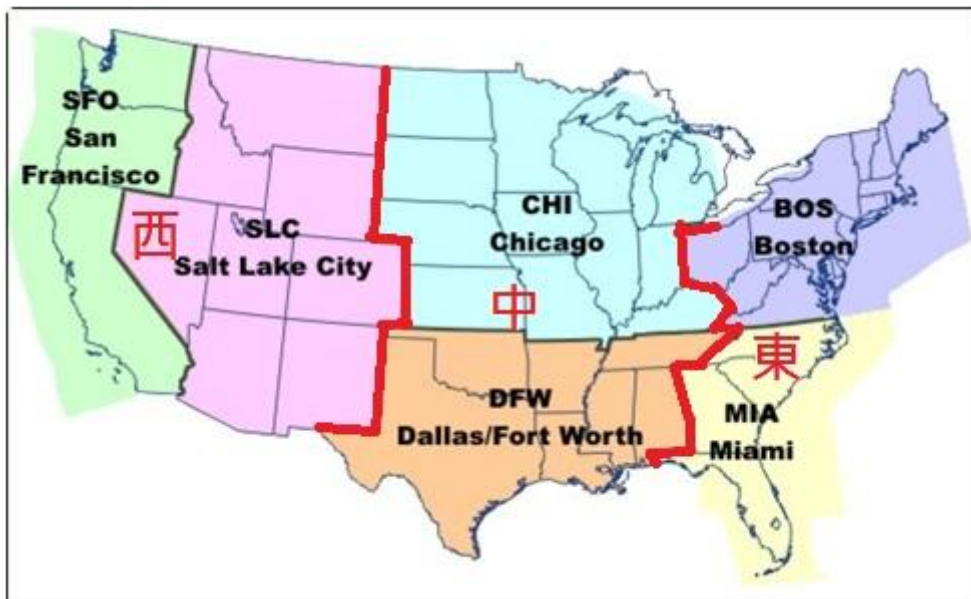 SFO
San
Francisco
西
SLC
Salt Lake City
CHI
Chicago
中
BOS
Boston
DFW
Dallas/Fort Worth
東
MIA
Miami